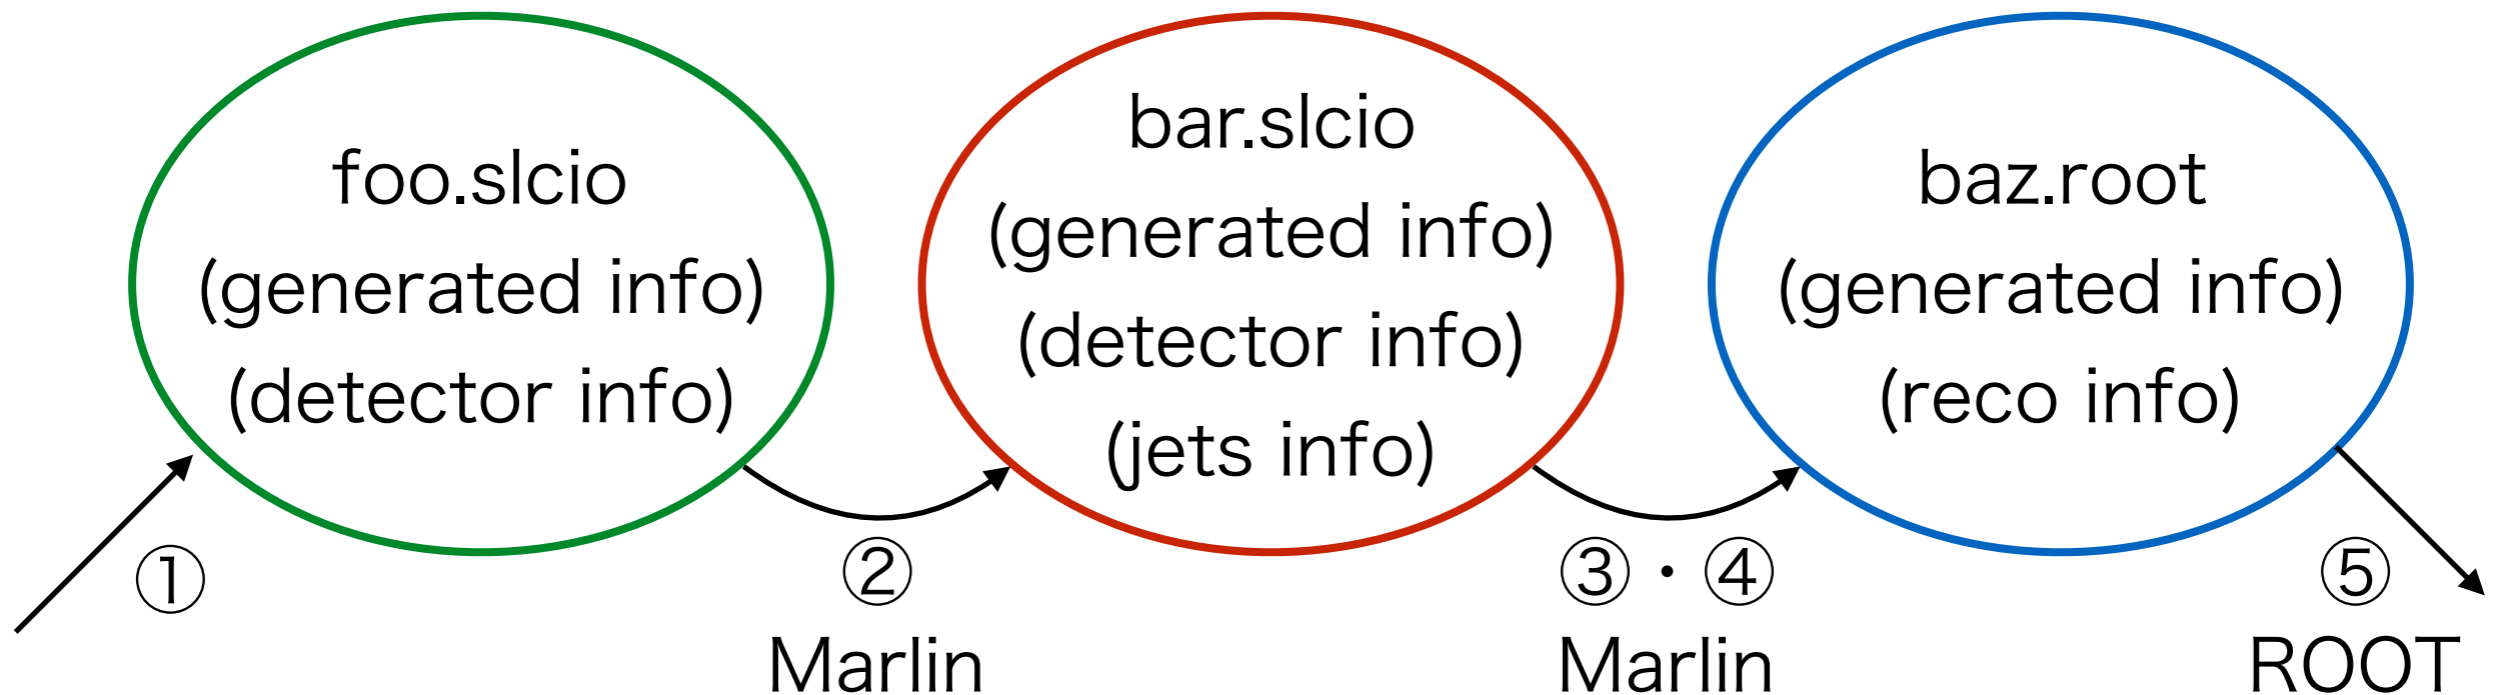 foo.slcio
(generated info)
(detector info)
bar.slcio
(generated info)
(detector info)
(jets info)
baz.root
(generated info)
(reco info)
①
②
Marlin
③・④
Marlin
⑤
ROOT